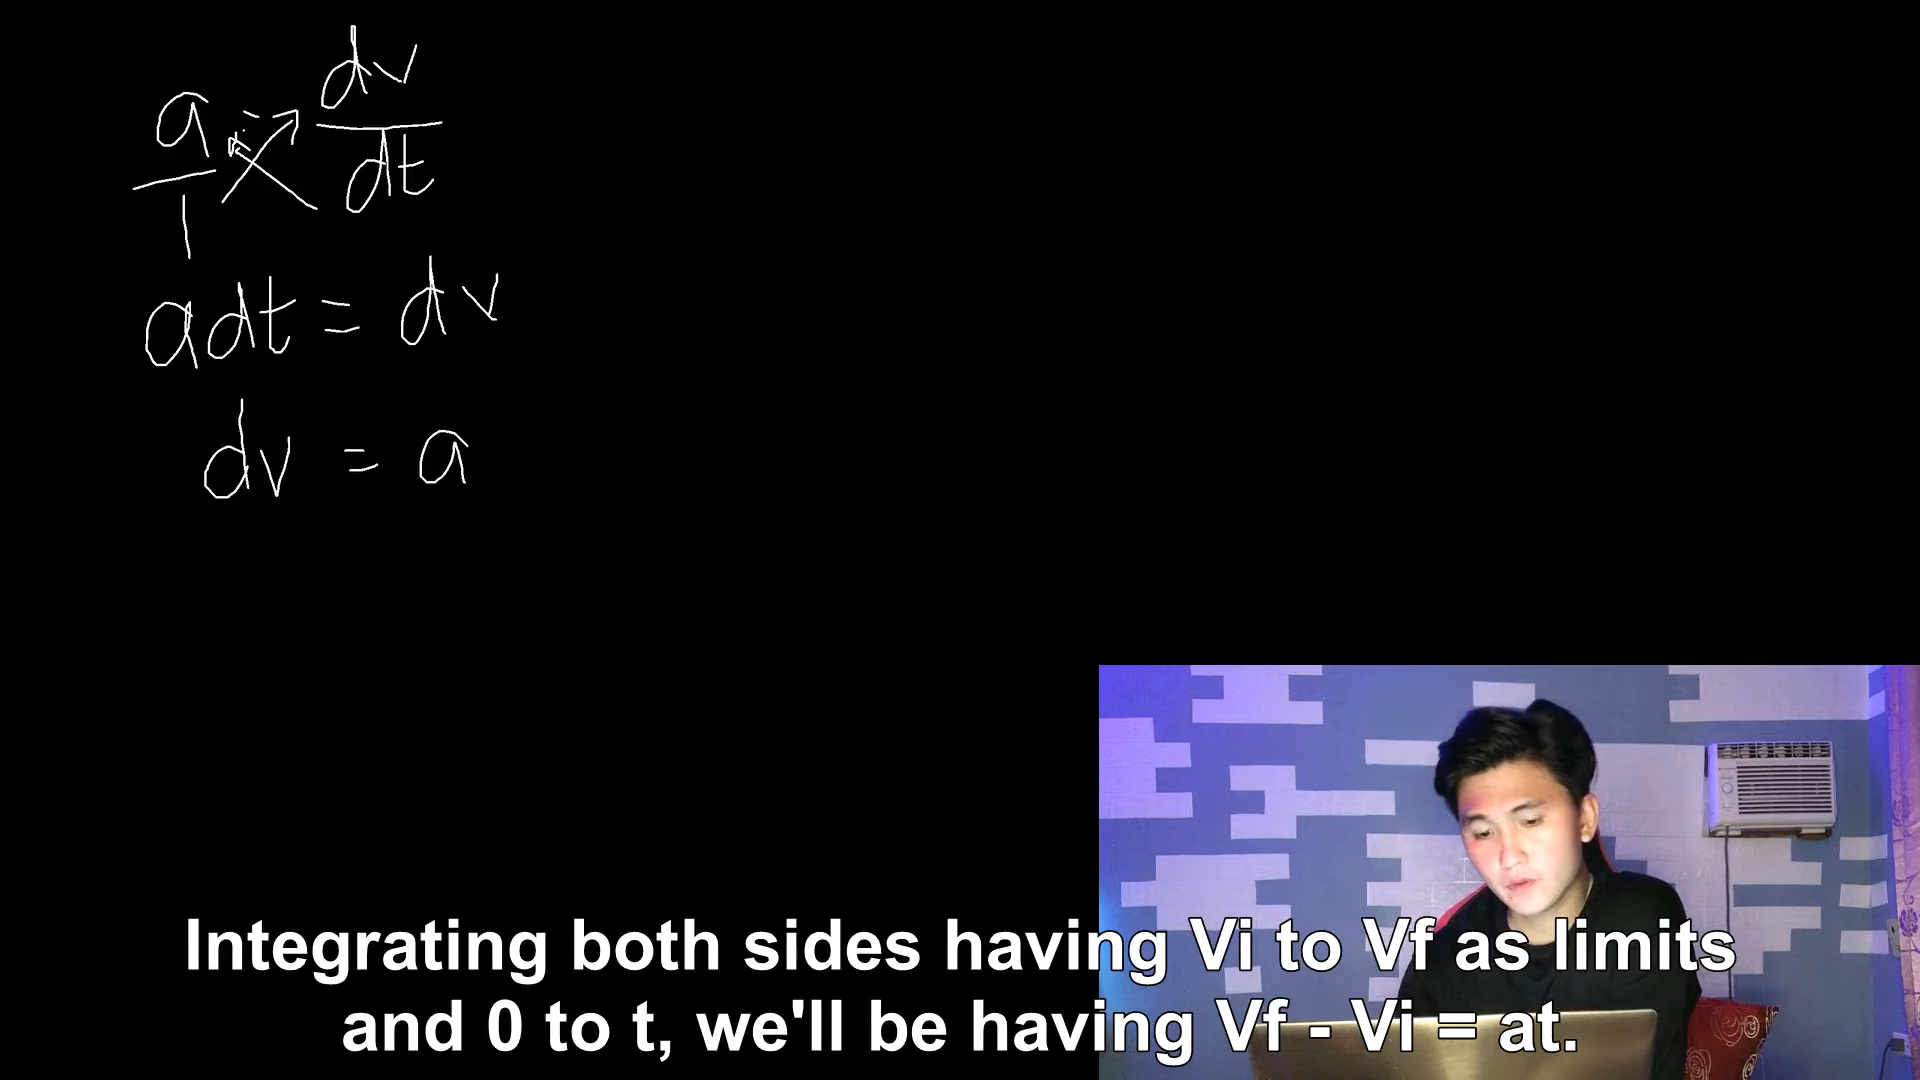 a/1 = dv/dt
adt = dv
dv = a
Integrating both sides having Vi to Vf as limits
and 0 to t, we'll be having Vf - Vi = at.